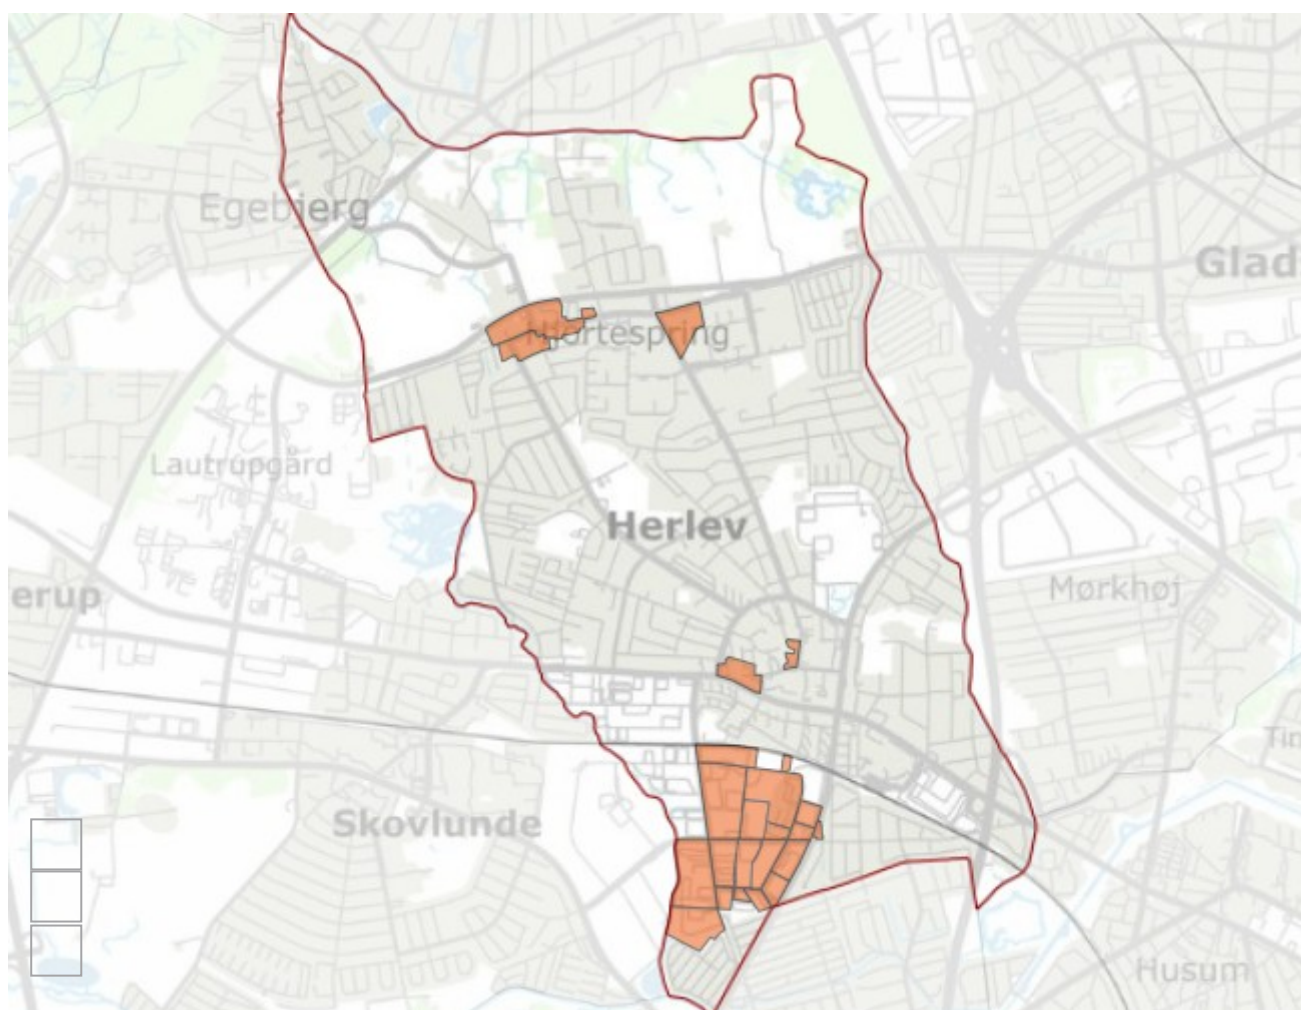 Egebjerg
Glad
Hjortespring
Lautrupgård
Herlev
Mørkhøj
erup
Tin
Skovlunde
Husum